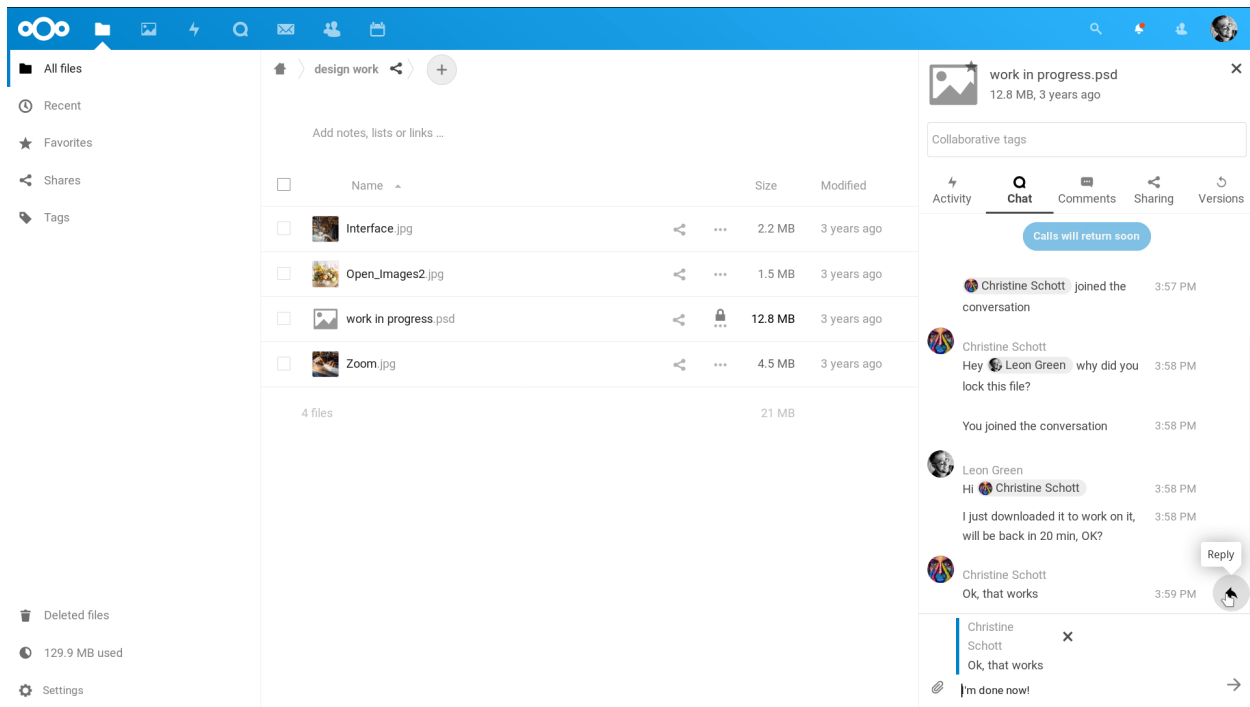 All files
Recent
Favorites
Shares
Tags
Deleted files
129.9 MB used
Settings
design work
Add notes, lists or links ...
Name Size Modified
Interface.jpg 2.2 MB 3 years ago
Open_Images2.jpg 1.5 MB 3 years ago
work in progress.psd 12.8 MB 3 years ago
Zoom.jpg 4.5 MB 3 years ago
4 files 21 MB
work in progress.psd
12.8 MB, 3 years ago
Collaborative tags
Activity Chat Comments Sharing Versions
Calls will return soon
Christine Schott joined the 3:57 PM
conversation
Christine Schott
Hey Leon Green why did you 3:58 PM
lock this file?
You joined the conversation 3:58 PM
Leon Green
Hi Christine Schott 3:58 PM
I just downloaded it to work on it, 3:58 PM
will be back in 20 min, OK?
Reply
Christine Schott
Ok, that works 3:59 PM
Christine
Schott
Ok, that works
I'm done now!